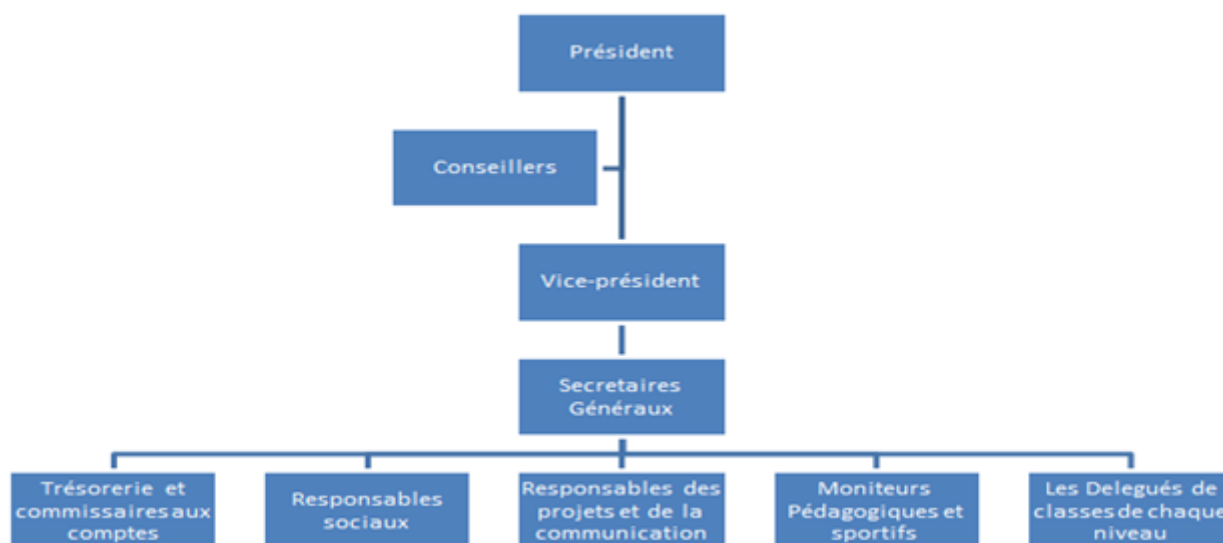 Président
Conseillers
Vice-président
Secretaires
Généraux
Trésorerie et
commissaires aux
comptes
Responsables
sociaux
Responsables des
projets et de la
communication
Moniteurs
Pédagogiques et
sportifs
Les Delegués de
classes de chaque
niveau